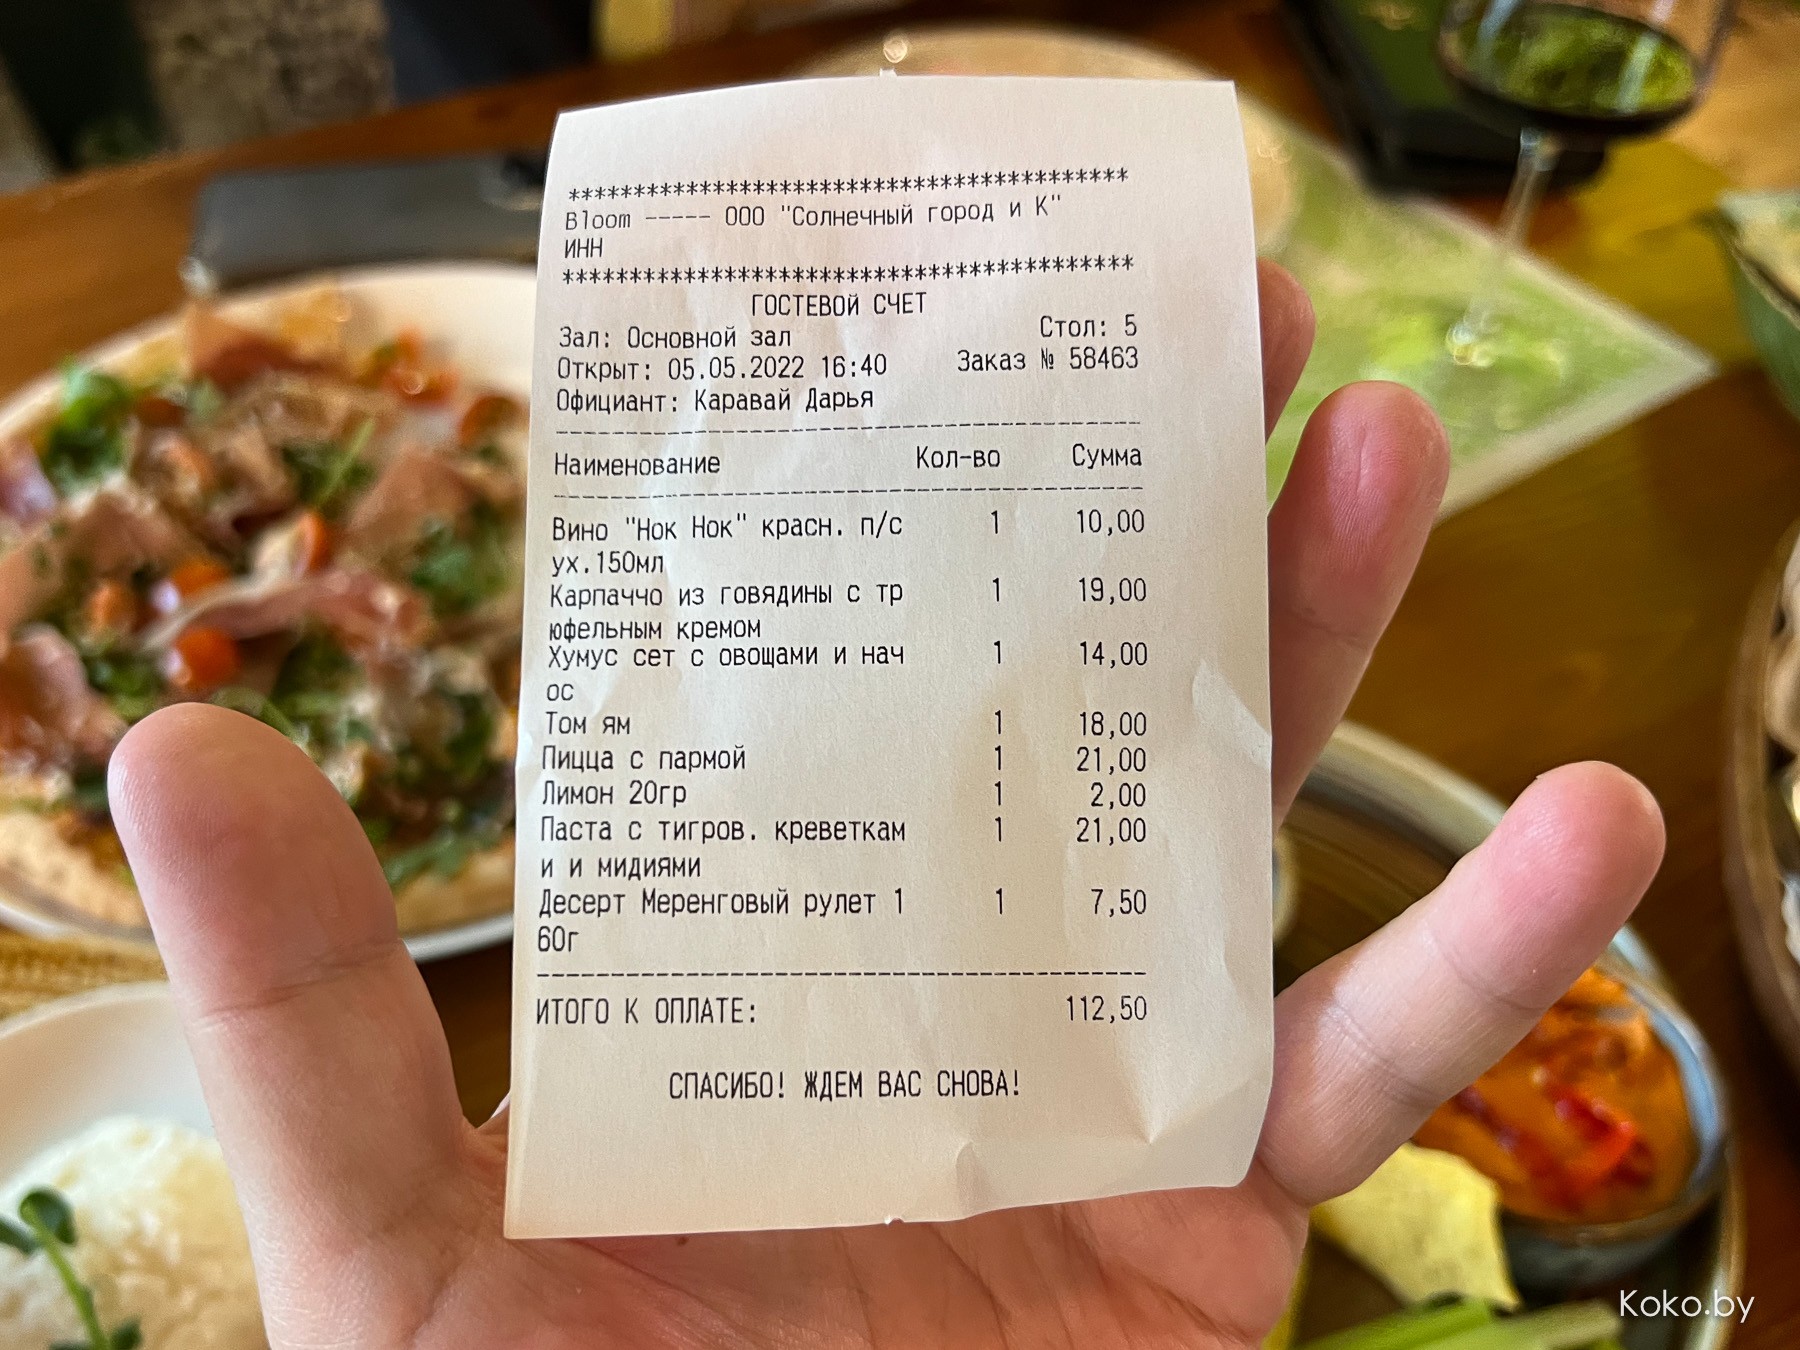 *******************************************
Bloom ----- ООО "Солнечный город и К"
ИНН
*******************************************
ГОСТЕВОЙ СЧЕТ
Зал: Основной зал Стол: 5
Открыт: 05.05.2022 16:40 Заказ № 58463
Официант: Каравай Дарья
Наименование Кол-во Сумма
Вино "Нок Нок" красн. п/с 1 10,00
ух.150мл
Карпаччо из говядины с тр 1 19,00
юфельным кремом
Хумус сет с овощами и нач 1 14,00
ос
Том ям 1 18,00
Пицца с пармой 1 21,00
Лимон 20гр 1 2,00
Паста с тигров. креветкам 1 21,00
и и мидиями
Десерт Меренговый рулет 1 1 7,50
60г
ИТОГО К ОПЛАТЕ: 112,50
СПАСИБО! ЖДЕМ ВАС СНОВА!
Koko.by